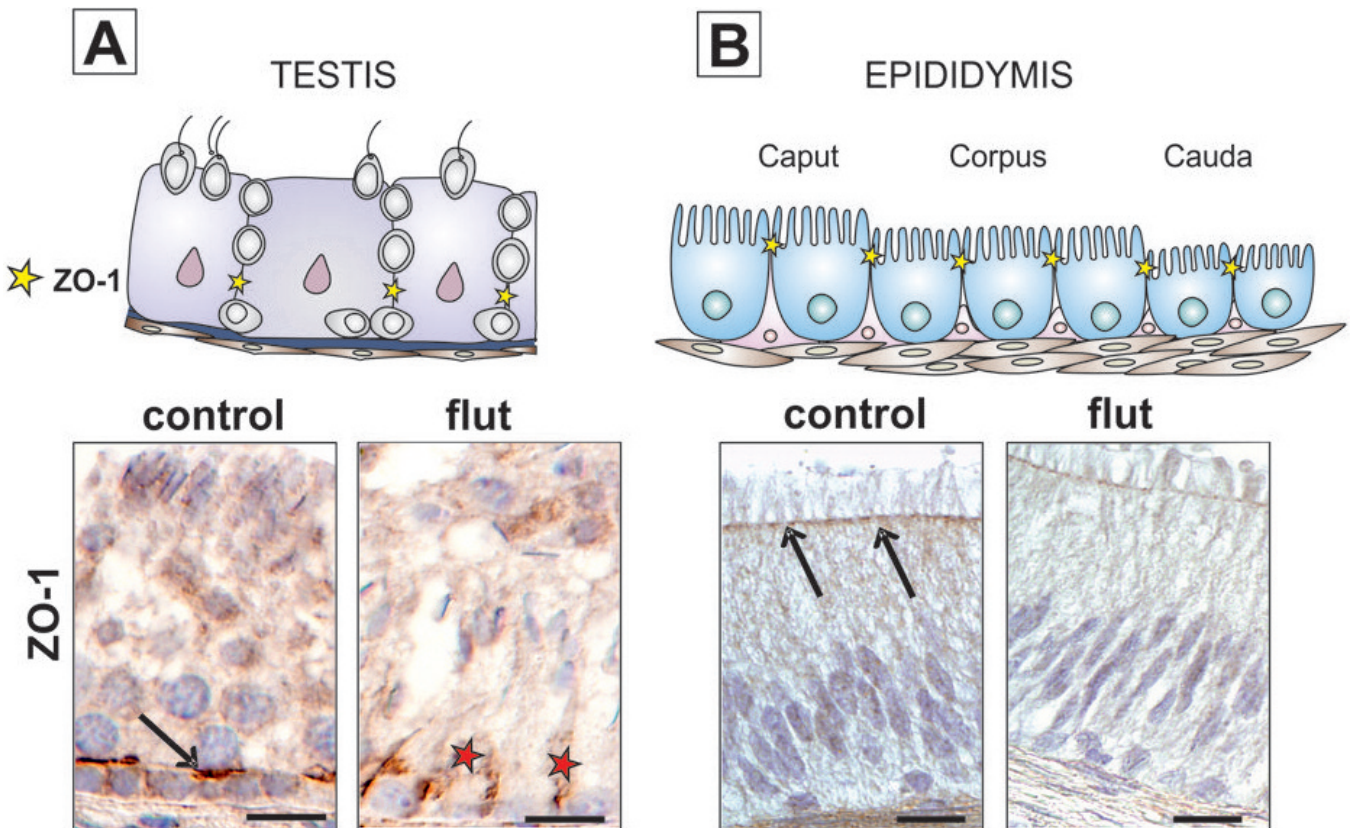 A
TESTIS
ZO-1
B
EPIDIDYMIS
Caput Corpus Cauda
control flut
control flut
ZO-1